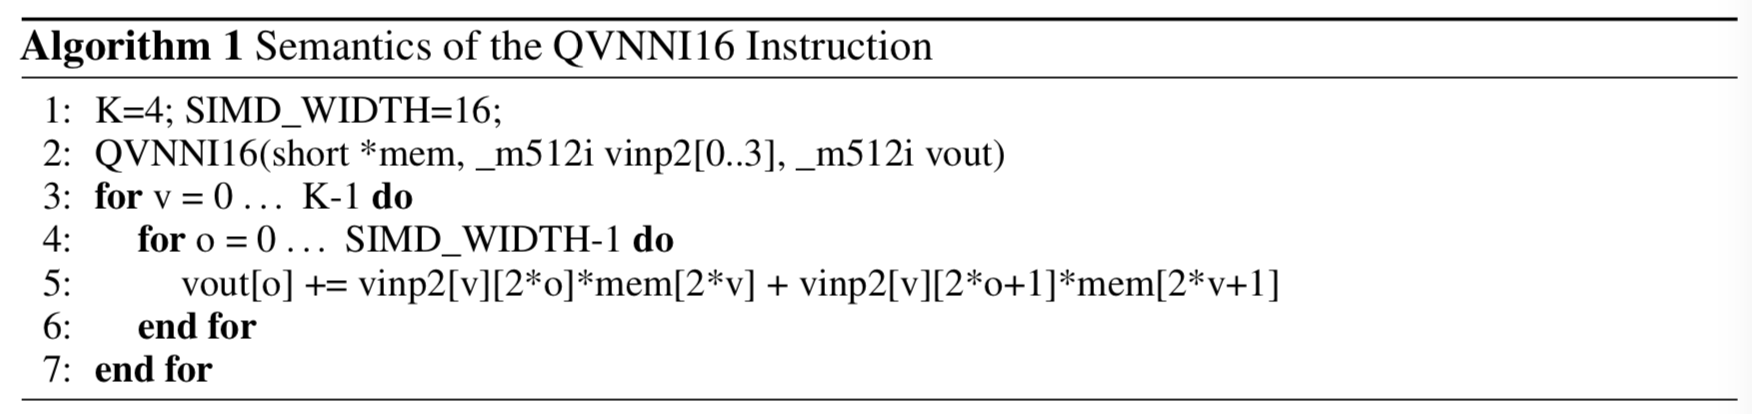 Algorithm 1 Semantics of the QVNNI16 Instruction
1: K=4; SIMD_WIDTH=16;
2: QVNNI16(short *mem, _m512i vinp2[0..3], _m512i vout)
3: for v = 0 … K-1 do
4: for o = 0 … SIMD_WIDTH-1 do
5: vout[o] += vinp2[v][2*o]*mem[2*v] + vinp2[v][2*o+1]*mem[2*v+1]
6: end for
7: end for